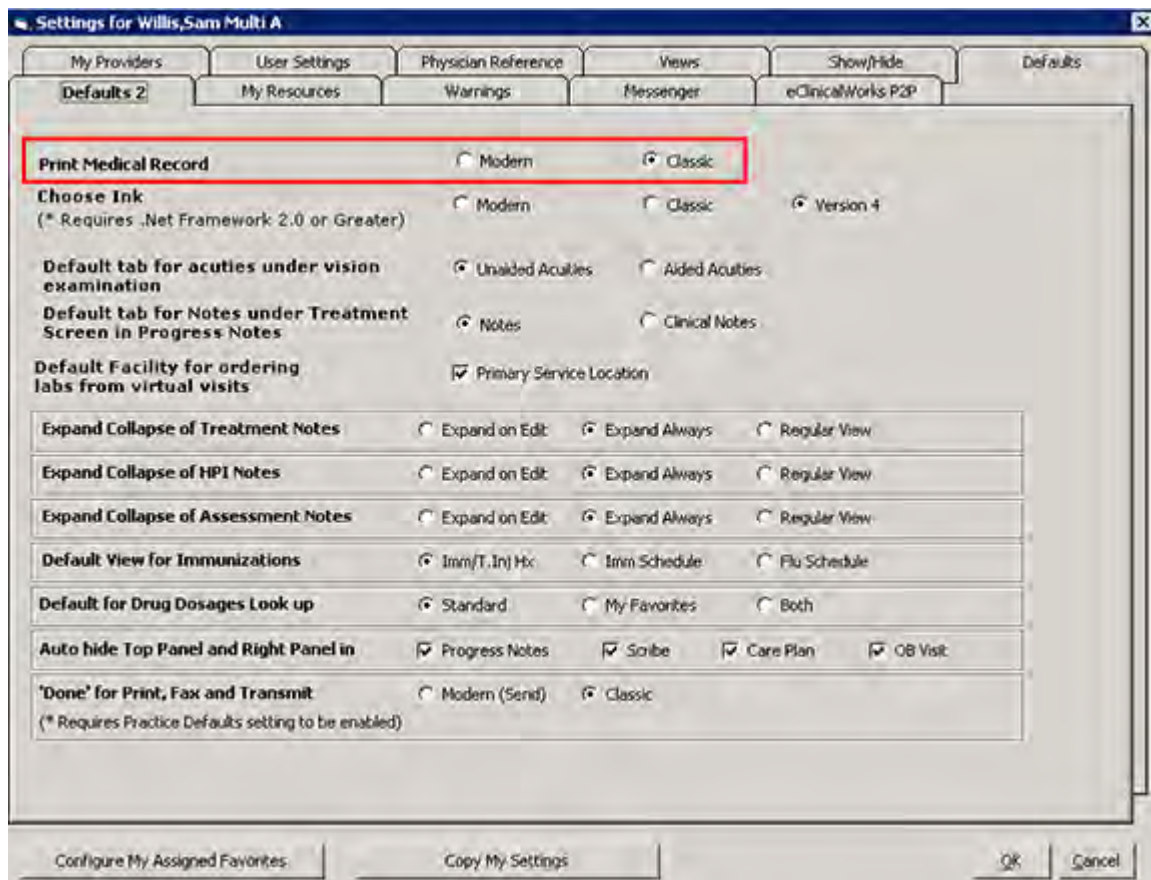 Settings for Willis,Sam Multi A
My Providers User Settings Physician Reference Views Show/Hide Defaults
Defaults 2 My Resources Warnings Messenger eClinicalWorks P2P
Print Medical Record Modern Classic
Choose Ink Modern Classic Version 4
(* Requires .Net Framework 2.0 or Greater)
Default tab for acuties under vision Unaided Acuities Aided Acuities
examination
Default tab for Notes under Treatment
Screen in Progress Notes Notes Clinical Notes
Default Facility for ordering
labs from virtual visits Primary Service Location
Expand Collapse of Treatment Notes Expand on Edit Expand Always Regular View
Expand Collapse of HPI Notes Expand on Edit Expand Always Regular View
Expand Collapse of Assessment Notes Expand on Edit Expand Always Regular View
Default View for Immunizations Imm/T.Inj Hx Imm Schedule Flu Schedule
Default for Drug Dosages Look up Standard My Favorites Both
Auto hide Top Panel and Right Panel in Progress Notes Scribe Care Plan OB Visit
'Done' for Print, Fax and Transmit Modern (Send) Classic
(* Requires Practice Defaults setting to be enabled)
Configure My Assigned Favorites Copy My Settings OK Cancel